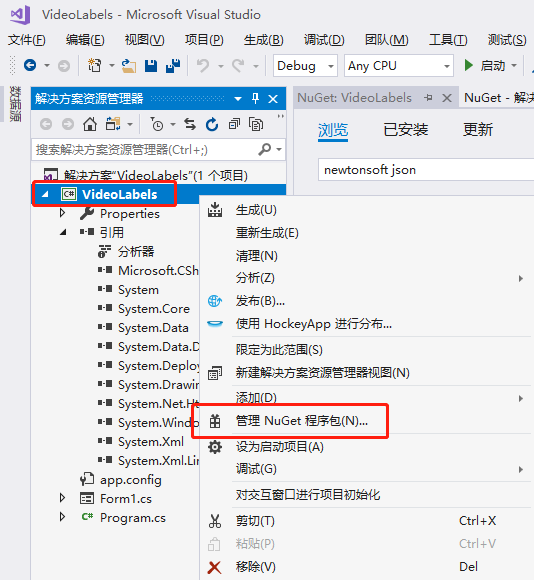 VideoLabels - Microsoft Visual Studio
文件(F) 编辑(E) 视图(V) 项目(P) 生成(B) 调试(D) 团队(M) 工具(T) 测试(S)
Debug Any CPU 启动
数据源
解决方案资源管理器
搜索解决方案资源管理器(Ctrl+;)
解决方案"VideoLabels"(1 个项目)
VideoLabels
Properties
引用
分析器
Microsoft.CSh
System
System.Core
System.Data
System.Data.D
System.Deploy
System.Drawin
System.Net.Ht
System.Windo
System.Xml
System.Xml.Lin
app.config
Form1.cs
Program.cs
NuGet: VideoLabels NuGet - 解决
浏览 已安装 更新
newtonsoft json
生成(U)
重新生成(E)
清理(N)
分析(Z)
发布(B)...
使用 HockeyApp 进行分布...
限定为此范围(S)
新建解决方案资源管理器视图(N)
添加(D)
管理 NuGet 程序包(N)...
设为启动项目(A)
调试(G)
对交互窗口进行项目初始化
剪切(T) Ctrl+X
粘贴(P) Ctrl+V
移除(V) Del